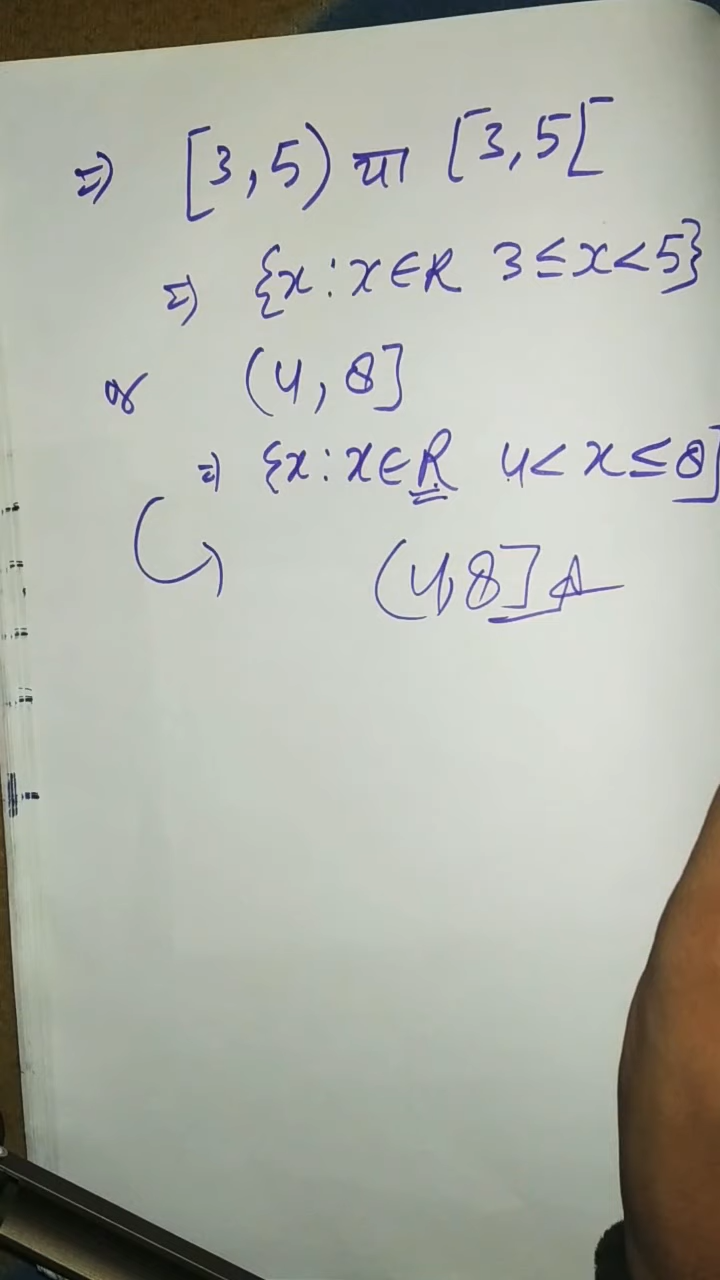 ⇒ [3,5) या [3,5[
⇒ {x:x∈R 3≤x<5}
or (4,8]
⇒ {x:x∈R 4<x≤8]
(4,8]